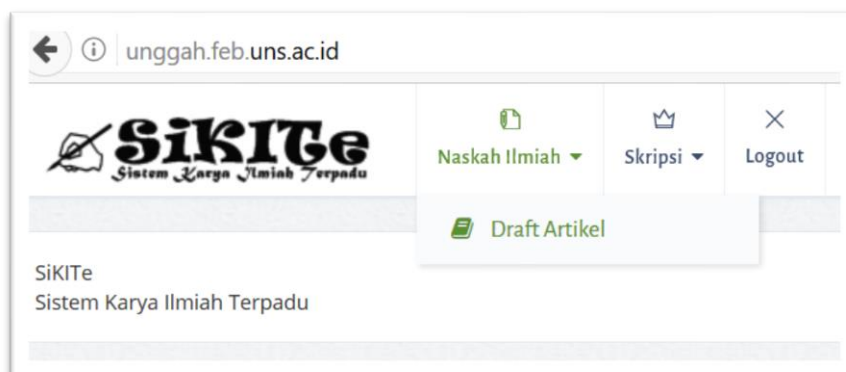 unggah.feb.uns.ac.id
SiKITe
Sistem Karya Ilmiah Terpadu
Naskah Ilmiah
Skripsi
Logout
Draft Artikel
SiKITe
Sistem Karya Ilmiah Terpadu